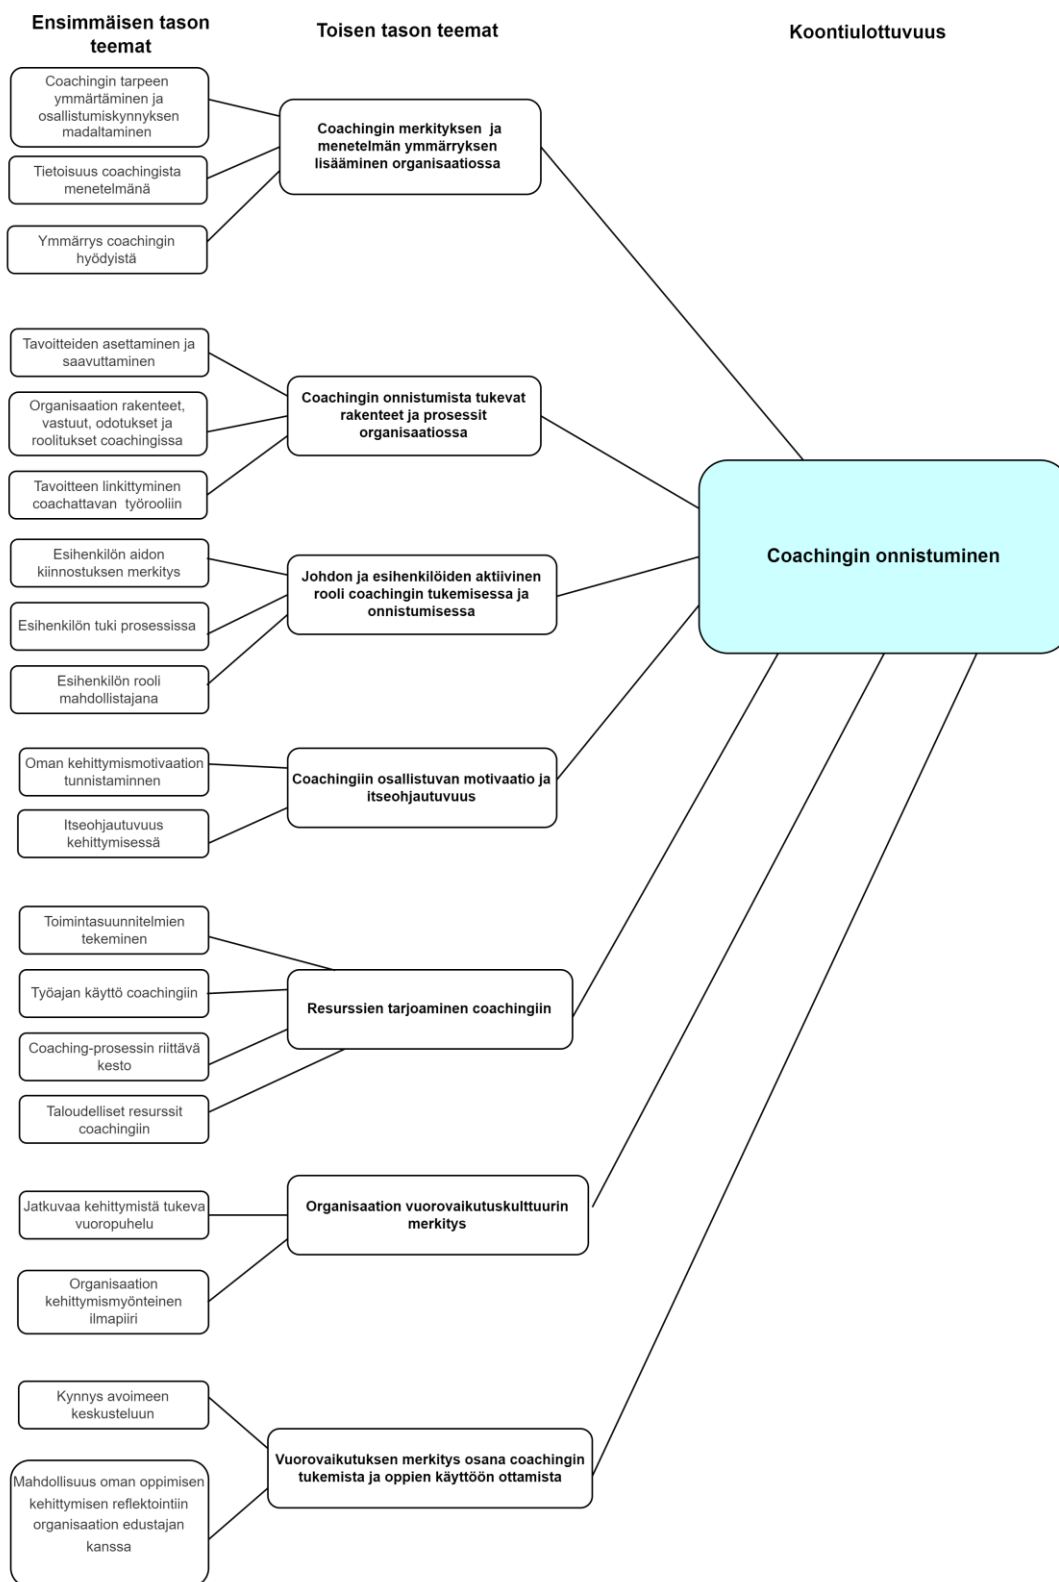 Ensimmäisen tason
teemat
Toisen tason teemat
Koontiulottuvuus
Coachingin tarpeen
ymmärtäminen ja
osallistumiskynnyksen
madaltaminen
Tietoisuus coachingista
menetelmänä
Ymmärrys coachingin
hyödyistä
Coachingin merkityksen ja
menetelmän ymmärryksen
lisääminen organisaatiossa
Tavoitteiden asettaminen ja
saavuttaminen
Organisaation rakenteet,
vastuut, odotukset ja
roolitukset coachingissa
Tavoitteen linkittyminen
coachattavan työrooliin
Coachingin onnistumista tukevat
rakenteet ja prosessit
organisaatiossa
Coachingin onnistuminen
Esihenkilön aidon
kiinnostuksen merkitys
Esihenkilön tuki prosessissa
Esihenkilön rooli
mahdollistajana
Johdon ja esihenkilöiden aktiivinen
rooli coachingin tukemisessa ja
onnistumisessa
Oman kehittymismotivaation
tunnistaminnen
Itseohjautuvuus
kehittymisessä
Coachingiin osallistuvan motivaatio ja
itseohjautuvuus
Toimintasuunnitelmien
tekeminen
Työajan käyttö coachingiin
Coaching-prosessin riittävä
kesto
Taloudelliset resurssit
coachingiin
Resurssien tarjoaminen coachingiin
Jatkuvaa kehittymistä tukeva
vuoropuhelu
Organisaation
kehittymismyönteinen
ilmapiiri
Organisaation vuorovaikutuskulttuurin
merkitys
Kynnys avoimeen
keskusteluun
Mahdollisuus oman oppimisen
kehittymisen reflektointiin
organisaation edustajan
kanssa
Vuorovaikutuksen merkitys osana coachingin
tukemista ja oppien käyttöön ottamista